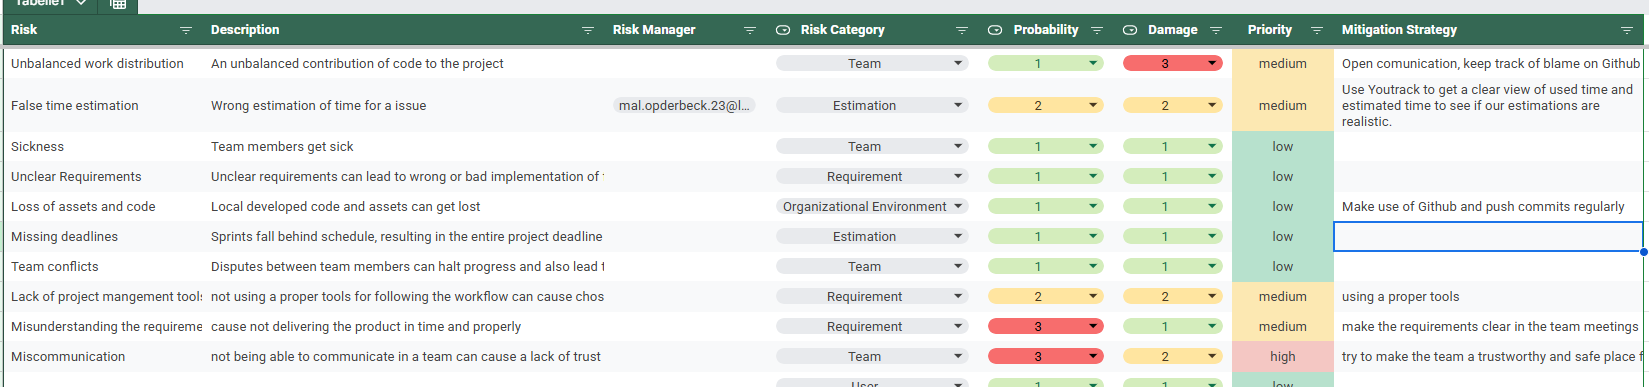 Tabelle1
Risk Description Risk Manager Risk Category Probability Damage Priority Mitigation Strategy
Unbalanced work distribution An unbalanced contribution of code to the project Team 1 3 medium Open comunication, keep track of blame on Github
False time estimation Wrong estimation of time for a issue mal.opderbeck.23@l... Estimation 2 2 medium Use Youtrack to get a clear view of used time and
estimated time to see if our estimations are
realistic.
Sickness Team members get sick Team 1 1 low
Unclear Requirements Unclear requirements can lead to wrong or bad implementation of Requirement 1 1 low
Loss of assets and code Local developed code and assets can get lost Organizational Environment 1 1 low Make use of Github and push commits regularly
Missing deadlines Sprints fall behind schedule, resulting in the entire project deadline Estimation 1 1 low
Team conflicts Disputes between team members can halt progress and also lead Team 1 1 low
Lack of project mangement tools not using a proper tools for following the workflow can cause chos Requirement 2 2 medium using a proper tools
Misunderstanding the requireme cause not delivering the product in time and properly Requirement 3 1 medium make the requirements clear in the team meetings
Miscommunication not being able to communicate in a team can cause a lack of trust Team 3 2 high try to make the team a trustworthy and safe place
User 1 1 low